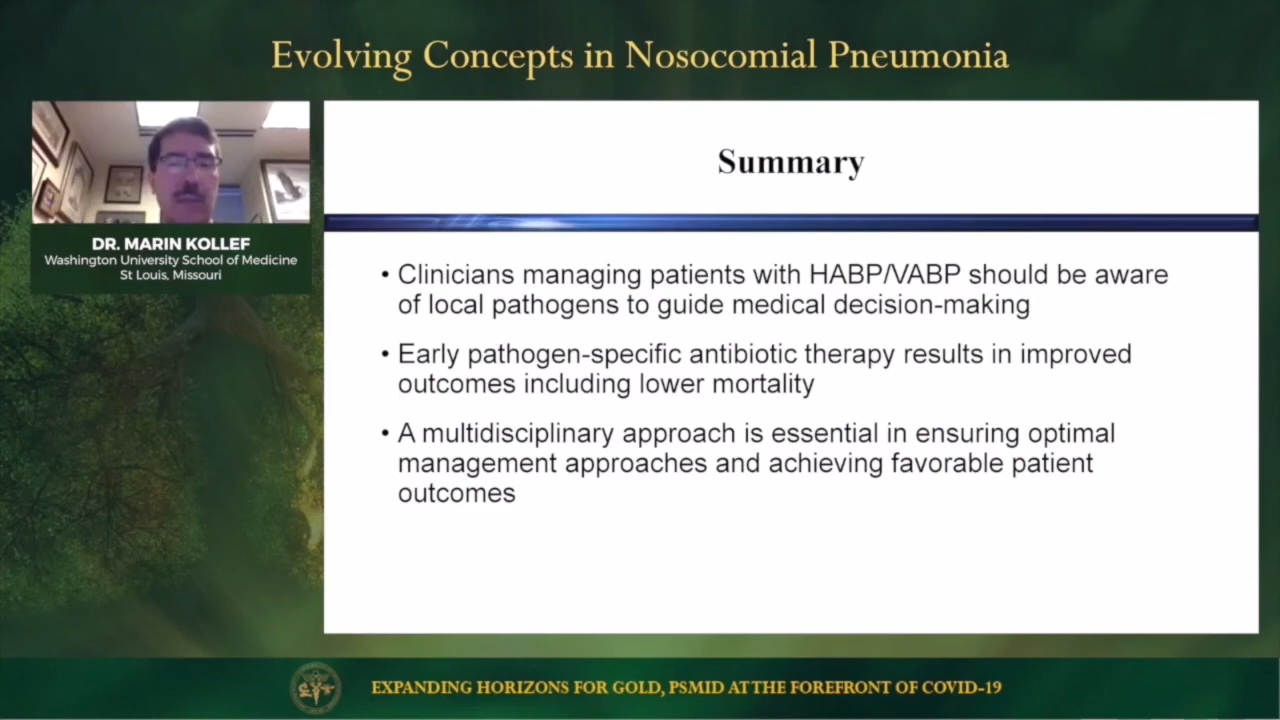 Evolving Concepts in Nosocomial Pneumonia
DR. MARIN KOLLEF
Washington University School of Medicine
St Louis, Missouri
Summary
• Clinicians managing patients with HABP/VABP should be aware
of local pathogens to guide medical decision-making
• Early pathogen-specific antibiotic therapy results in improved
outcomes including lower mortality
• A multidisciplinary approach is essential in ensuring optimal
management approaches and achieving favorable patient
outcomes
EXPANDING HORIZONS FOR GOLD, PSMID AT THE FOREFRONT OF COVID-19